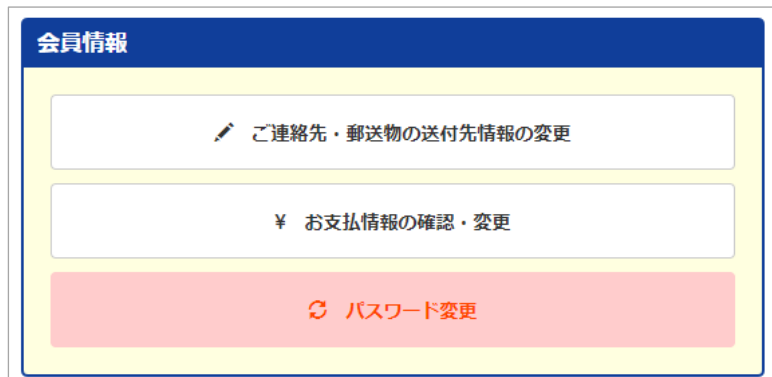 会員情報
ご連絡先・郵送物の送付先情報の変更
¥ お支払情報の確認・変更
パスワード変更